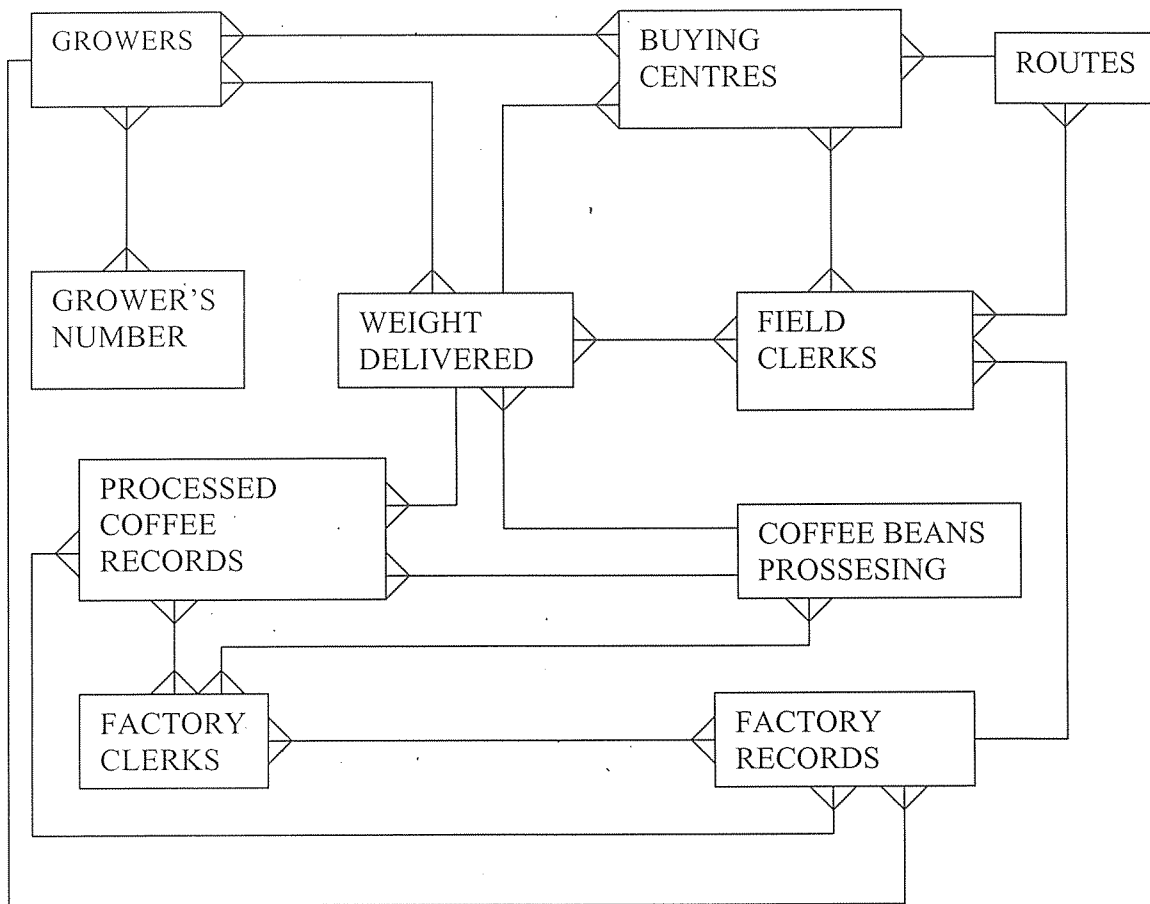 GROWERS
BUYING
CENTRES
ROUTES
GROWER'S
NUMBER
WEIGHT
DELIVERED
FIELD
CLERKS
PROCESSED
COFFEE
RECORDS
COFFEE BEANS
PROSSESING
FACTORY
CLERKS
FACTORY
RECORDS